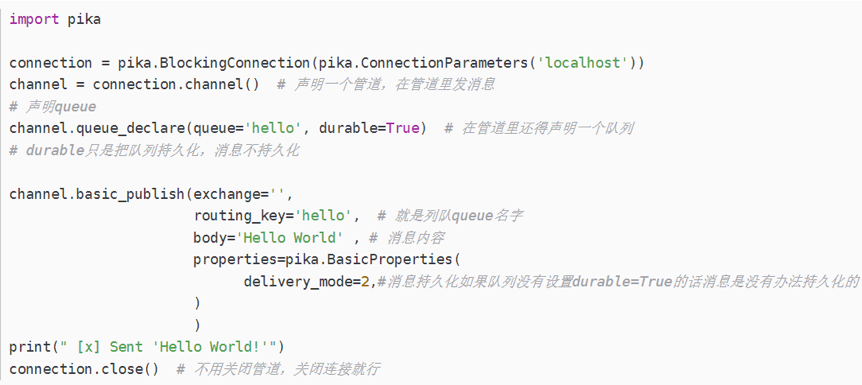 import pika
connection = pika.BlockingConnection(pika.ConnectionParameters('localhost'))
channel = connection.channel()  # 声明一个管道，在管道里发消息
# 声明queue
channel.queue_declare(queue='hello', durable=True)  # 在管道里还得声明一个队列
# durable只是把队列持久化，消息不持久化
channel.basic_publish(exchange='',
routing_key='hello',  # 就是列队queue名字
body='Hello World' , # 消息内容
properties=pika.BasicProperties(
delivery_mode=2,#消息持久化如果队列没有设置durable=True的话消息是没有办法持久化的
)
)
print(" [x] Sent 'Hello World!'")
connection.close()  # 不用关闭管道，关闭连接就行